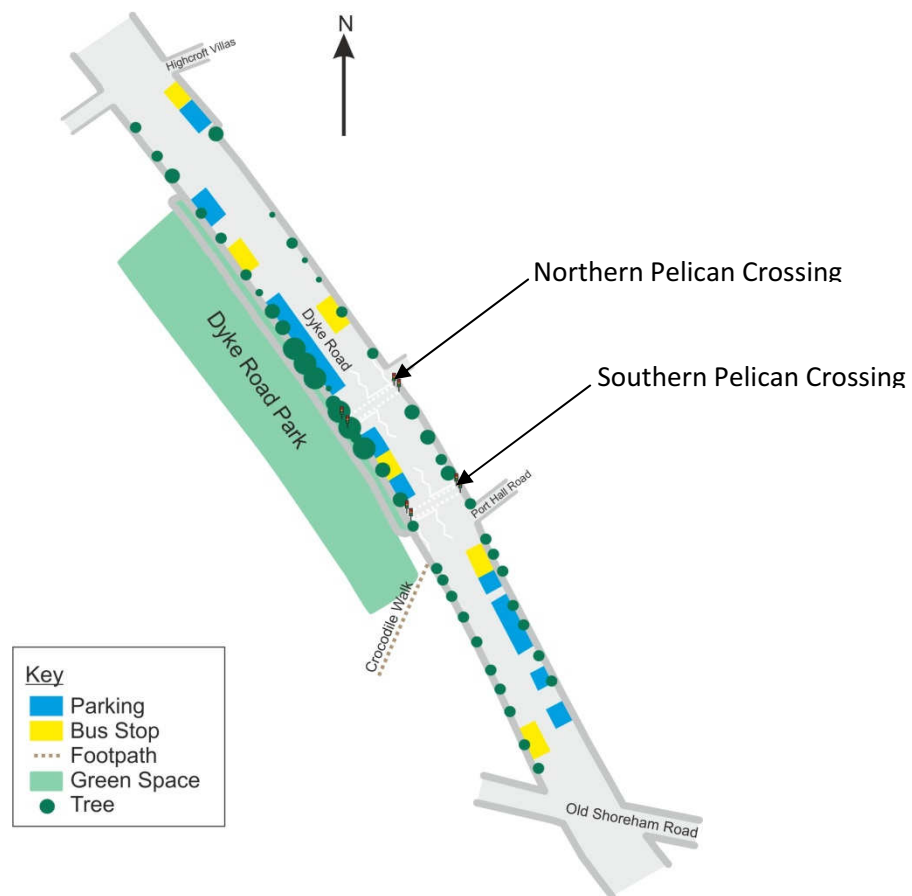 N
Highcroft Villas
Northern Pelican Crossing
Dyke Road
Dyke Road Park
Southern Pelican Crossing
Port Hall Road
Crocodile Walk
Key
Parking
Bus Stop
Footpath
Green Space
Tree
Old Shoreham Road